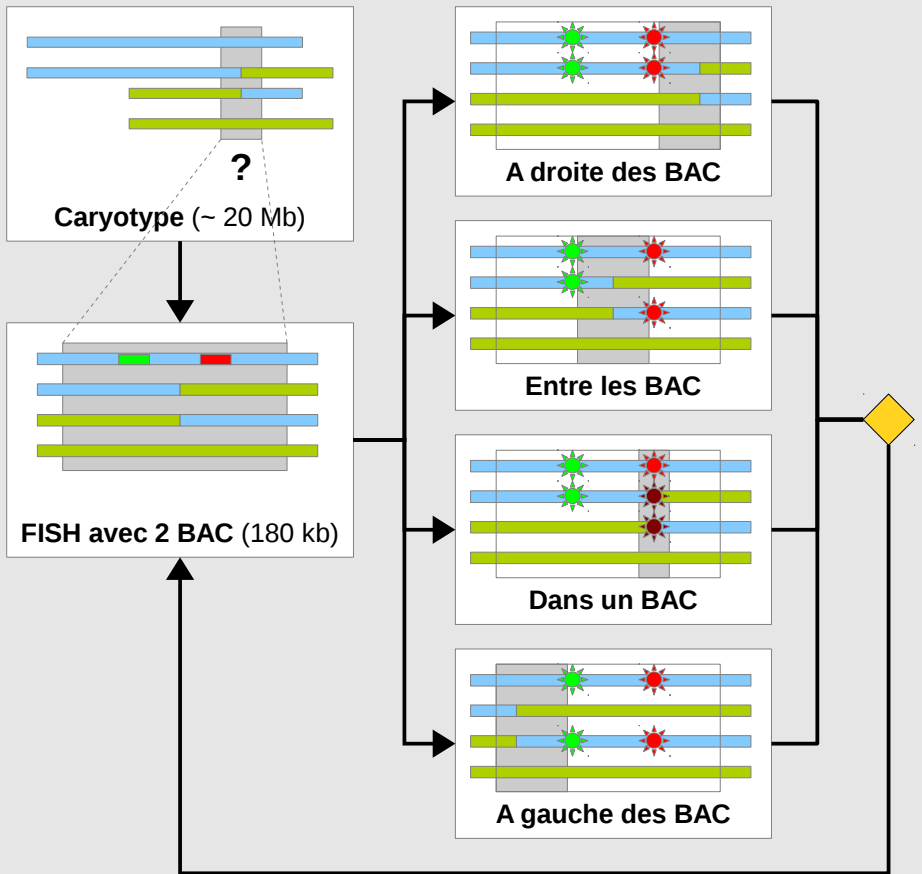 ?
Caryotype (~ 20 Mb)
FISH avec 2 BAC (180 kb)
A droite des BAC
Entre les BAC
Dans un BAC
A gauche des BAC